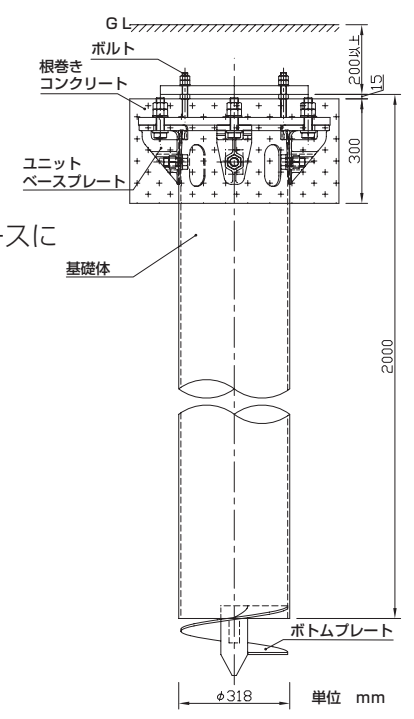 GL
ボルト
根巻き
コンクリート
200以上
15
300
ユニット
ベースプレート
ースに
基礎体
2000
ボトムプレート
φ318
単位 mm